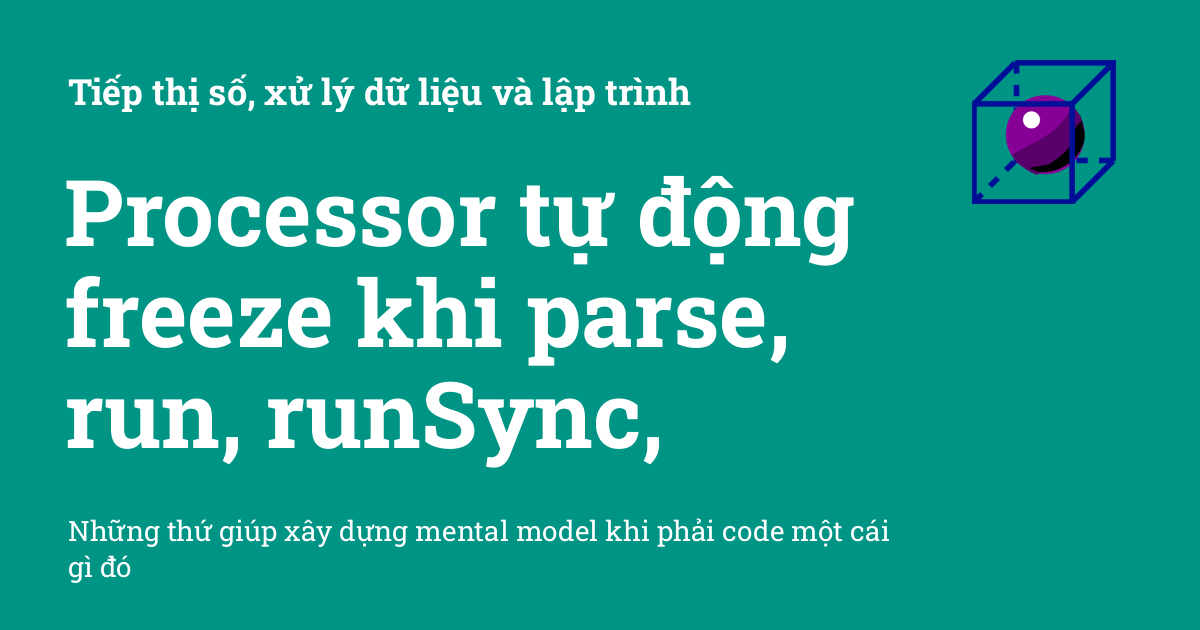 Tiếp thị số, xử lý dữ liệu và lập trình
Processor tự động
freeze khi parse,
run, runSync,
Những thứ giúp xây dựng mental model khi phải code một cái
gì đó